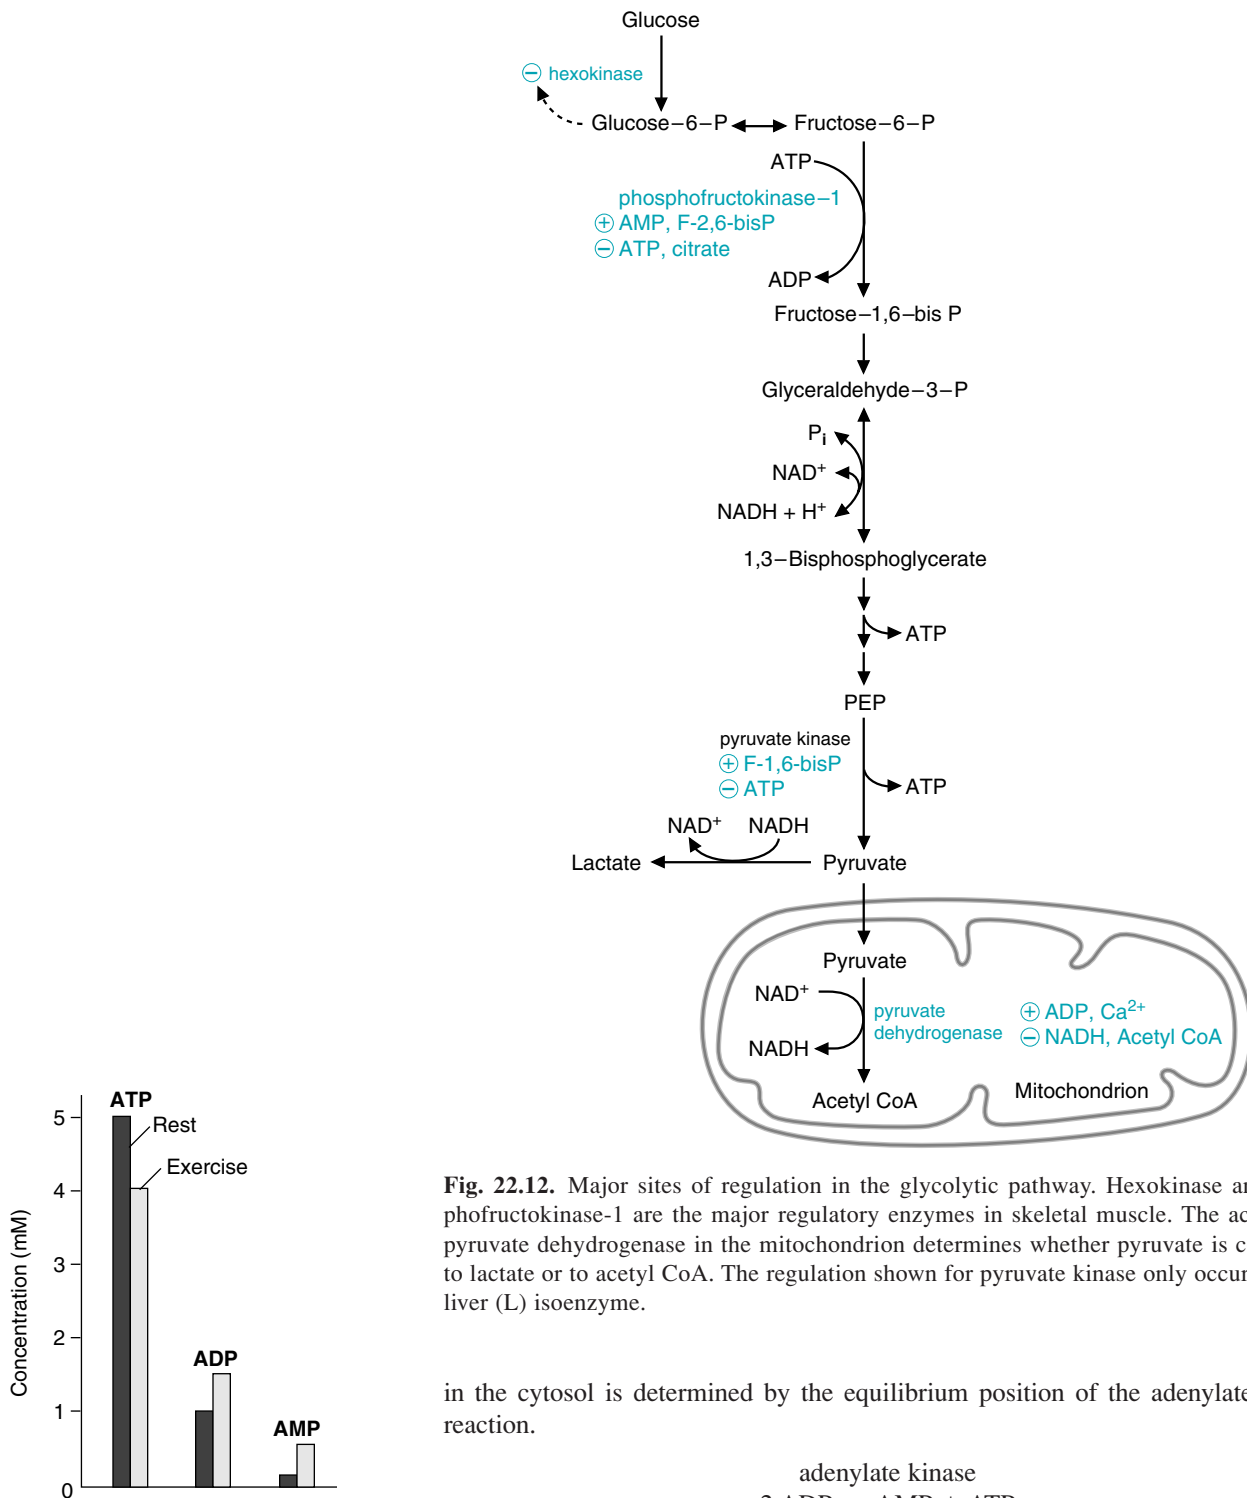 Glucose
⊖ hexokinase
Glucose–6–P
Fructose–6–P
ATP
phosphofructokinase–1
⊕ AMP, F-2,6-bisP
⊖ ATP, citrate
ADP
Fructose–1,6–bis P
Glyceraldehyde–3–P
Pi
NAD+
NADH + H+
1,3–Bisphosphoglycerate
ATP
PEP
pyruvate kinase
⊕ F-1,6-bisP
⊖ ATP
ATP
NAD+ NADH
Lactate
Pyruvate
Pyruvate
NAD+
pyruvate
dehydrogenase
⊕ ADP, Ca2+
⊖ NADH, Acetyl CoA
NADH
Acetyl CoA
Mitochondrion
ATP
5
Rest
Exercise
4
Concentration (mM)
3
2
ADP
1
AMP
0
Fig. 22.12. Major sites of regulation in the glycolytic pathway. Hexokinase an
phofructokinase-1 are the major regulatory enzymes in skeletal muscle. The ac
pyruvate dehydrogenase in the mitochondrion determines whether pyruvate is c
to lactate or to acetyl CoA. The regulation shown for pyruvate kinase only occur
liver (L) isoenzyme.
in the cytosol is determined by the equilibrium position of the adenylate
reaction.
adenylate kinase
2 ADP AMP + ATP